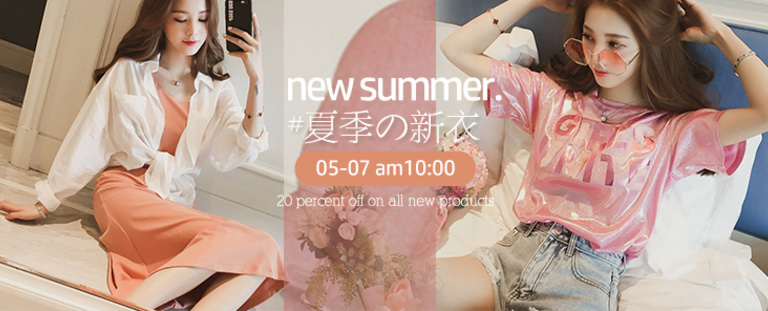 new summer.
#夏季の新衣
05-07 am10:00
20 percent off on all new products